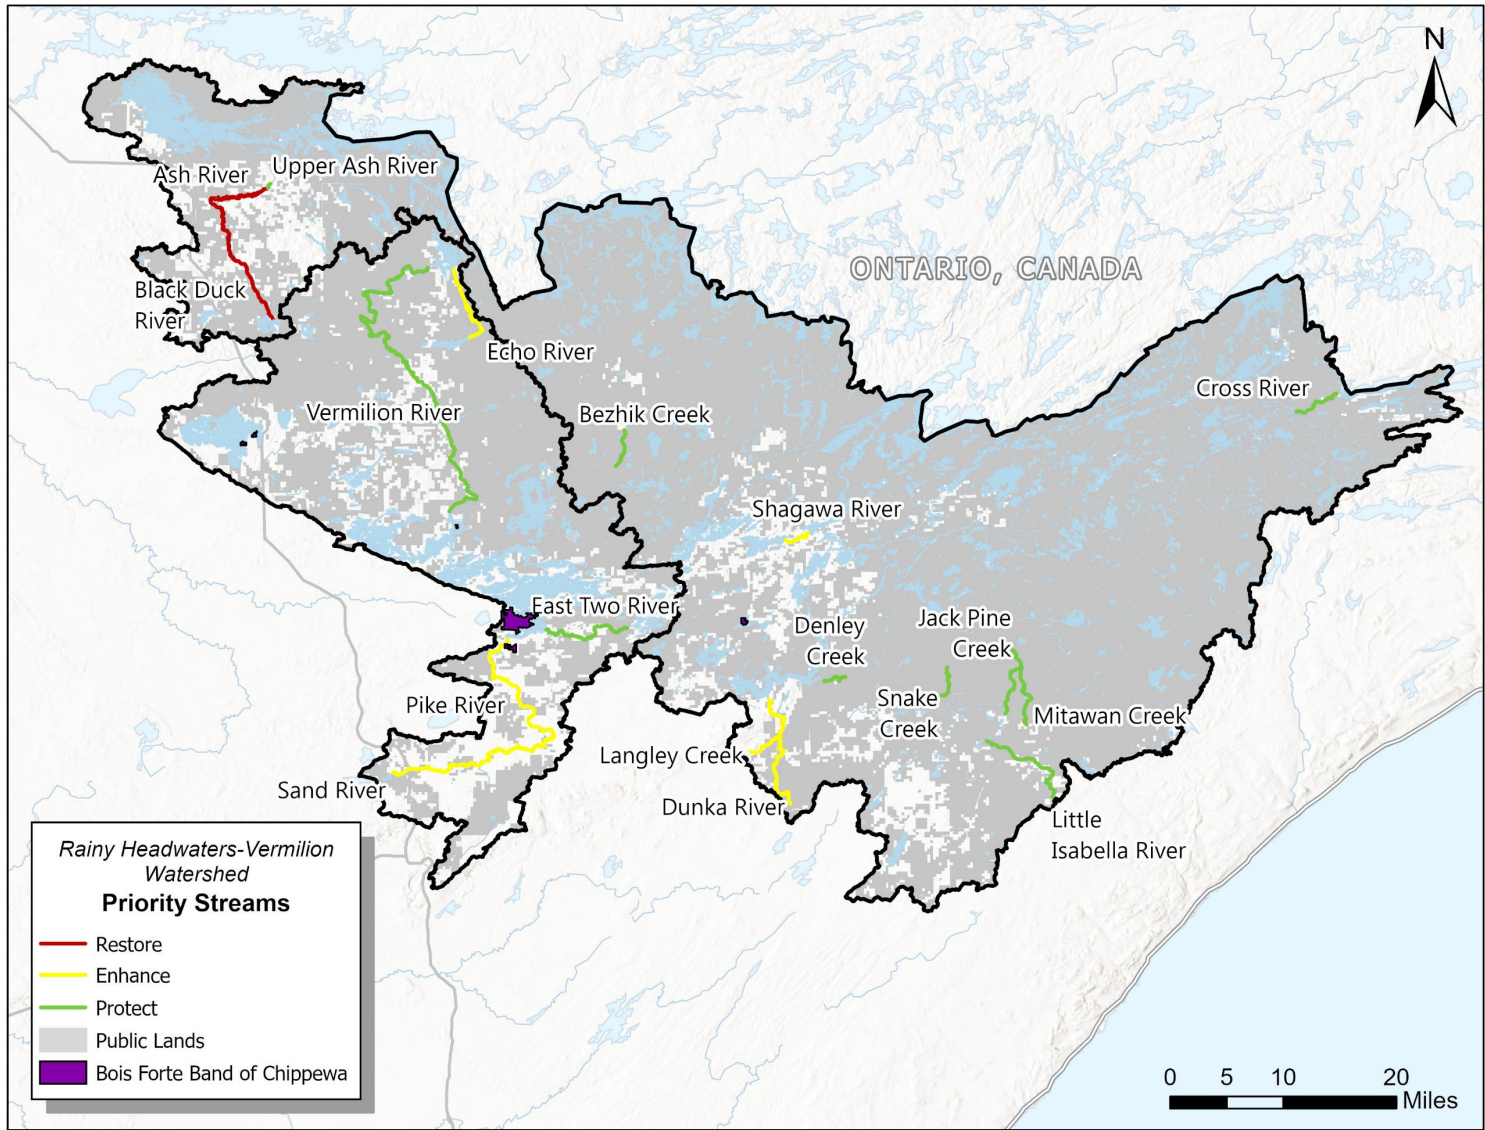 N
Ash River
Upper Ash River
ONTARIO, CANADA
Black Duck
River
Echo River
Cross River
Vermilion River
Bezhik Creek
Shagawa River
East Two River
Denley
Creek
Jack Pine
Creek
Pike River
Snake
Creek
Mitawan Creek
Langley Creek
Sand River
Dunka River
Little
Isabella River
Rainy Headwaters-Vermilion
Watershed
Priority Streams
Restore
Enhance
Protect
Public Lands
Bois Forte Band of Chippewa
0 5 10 20
Miles